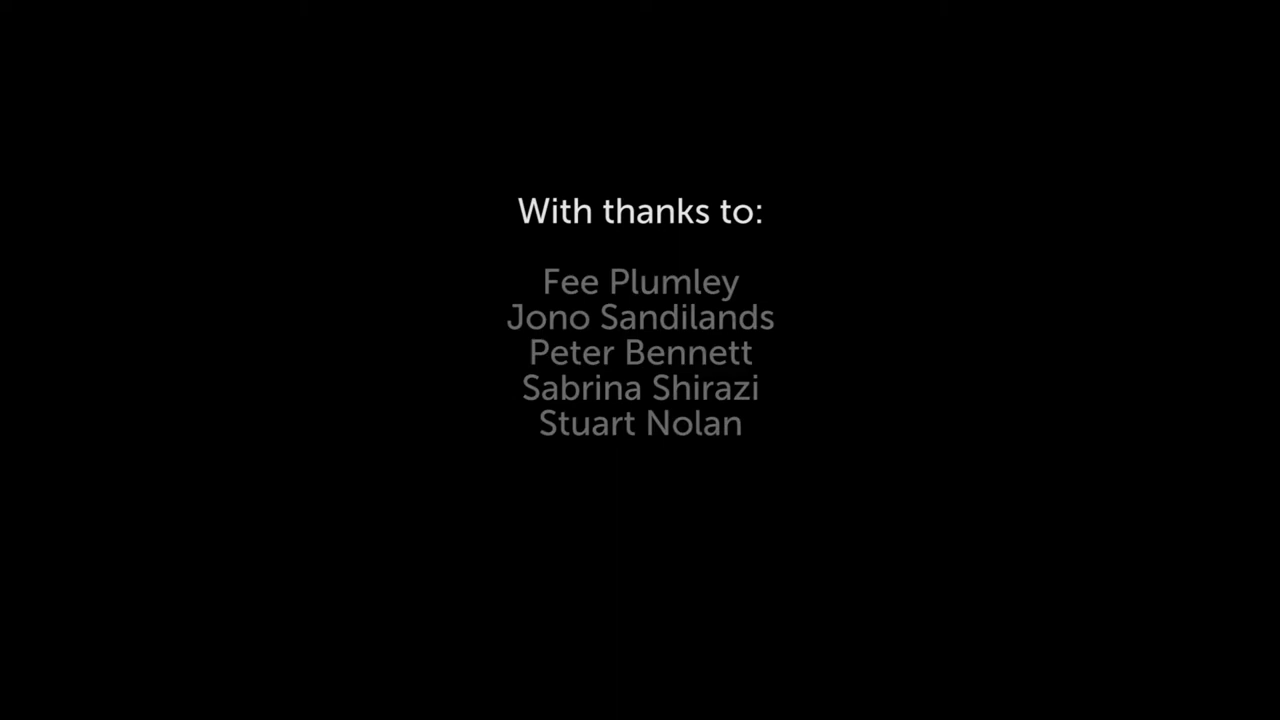 With thanks to:
Fee Plumley
Jono Sandilands
Peter Bennett
Sabrina Shirazi
Stuart Nolan